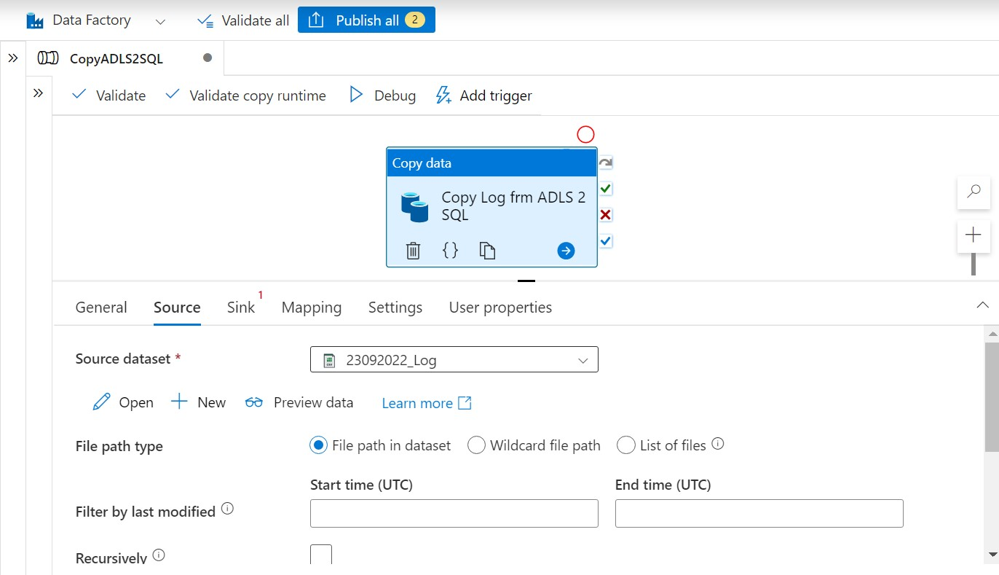 Data Factory Validate all Publish all 2
CopyADLS2SQL
Validate Validate copy runtime Debug Add trigger
Copy data
Copy Log frm ADLS 2
SQL
General Source Sink 1 Mapping Settings User properties
Source dataset * 23092022_Log
Open New Preview data Learn more
File path type File path in dataset Wildcard file path List of files
Start time (UTC) End time (UTC)
Filter by last modified
Recursively